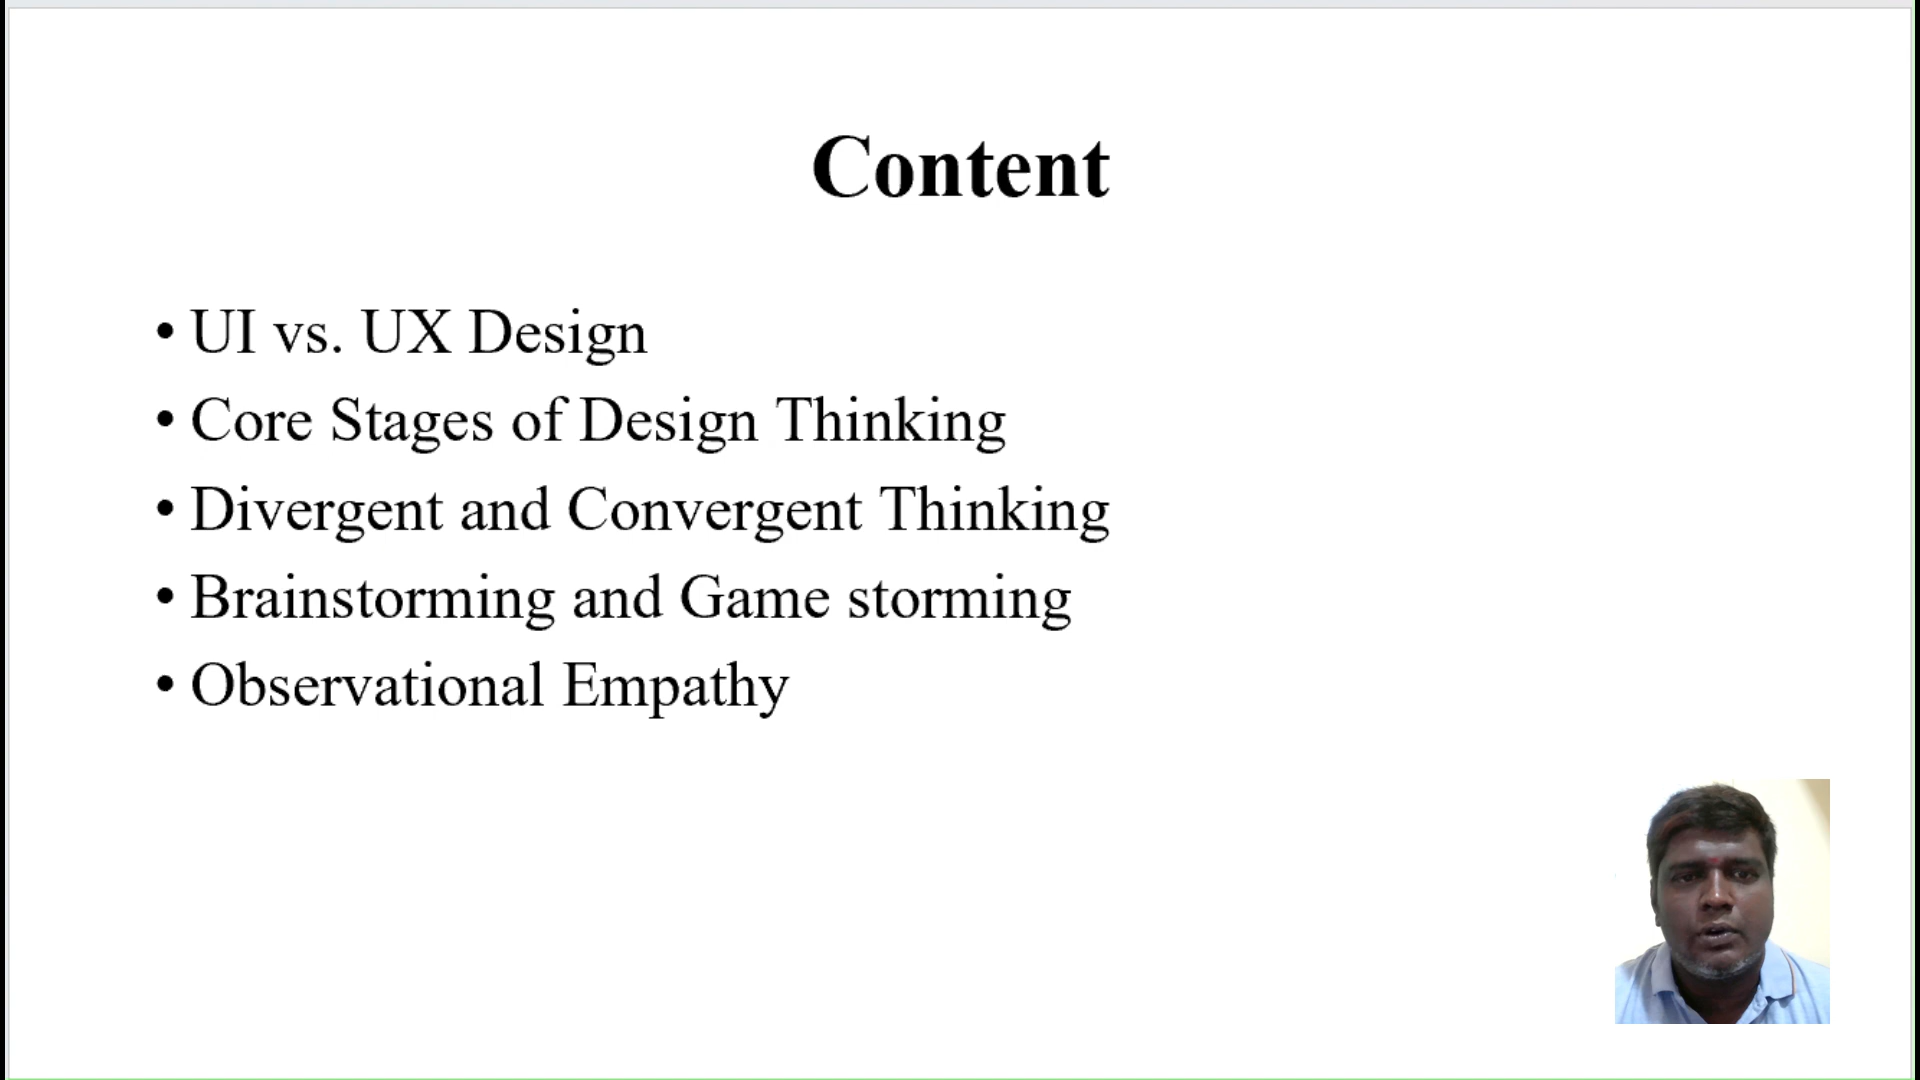 Content
• UI vs. UX Design
• Core Stages of Design Thinking
• Divergent and Convergent Thinking
• Brainstorming and Game storming
• Observational Empathy